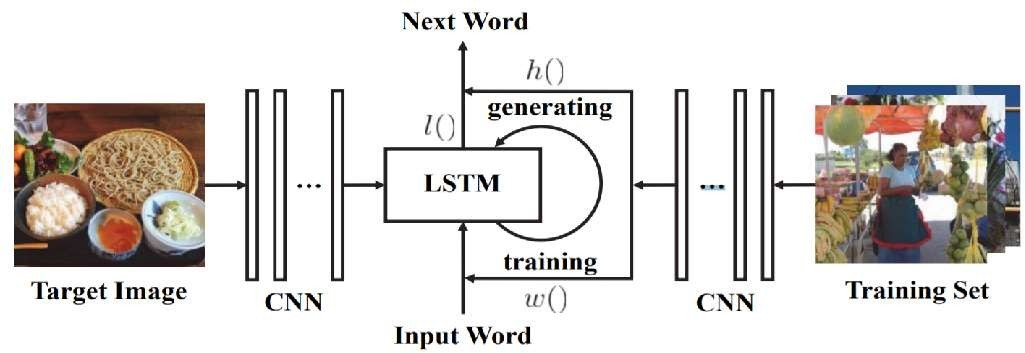 Next Word
h()
generating
l()
LSTM
...
...
training
w()
Target Image
CNN
CNN
Training Set
Input Word